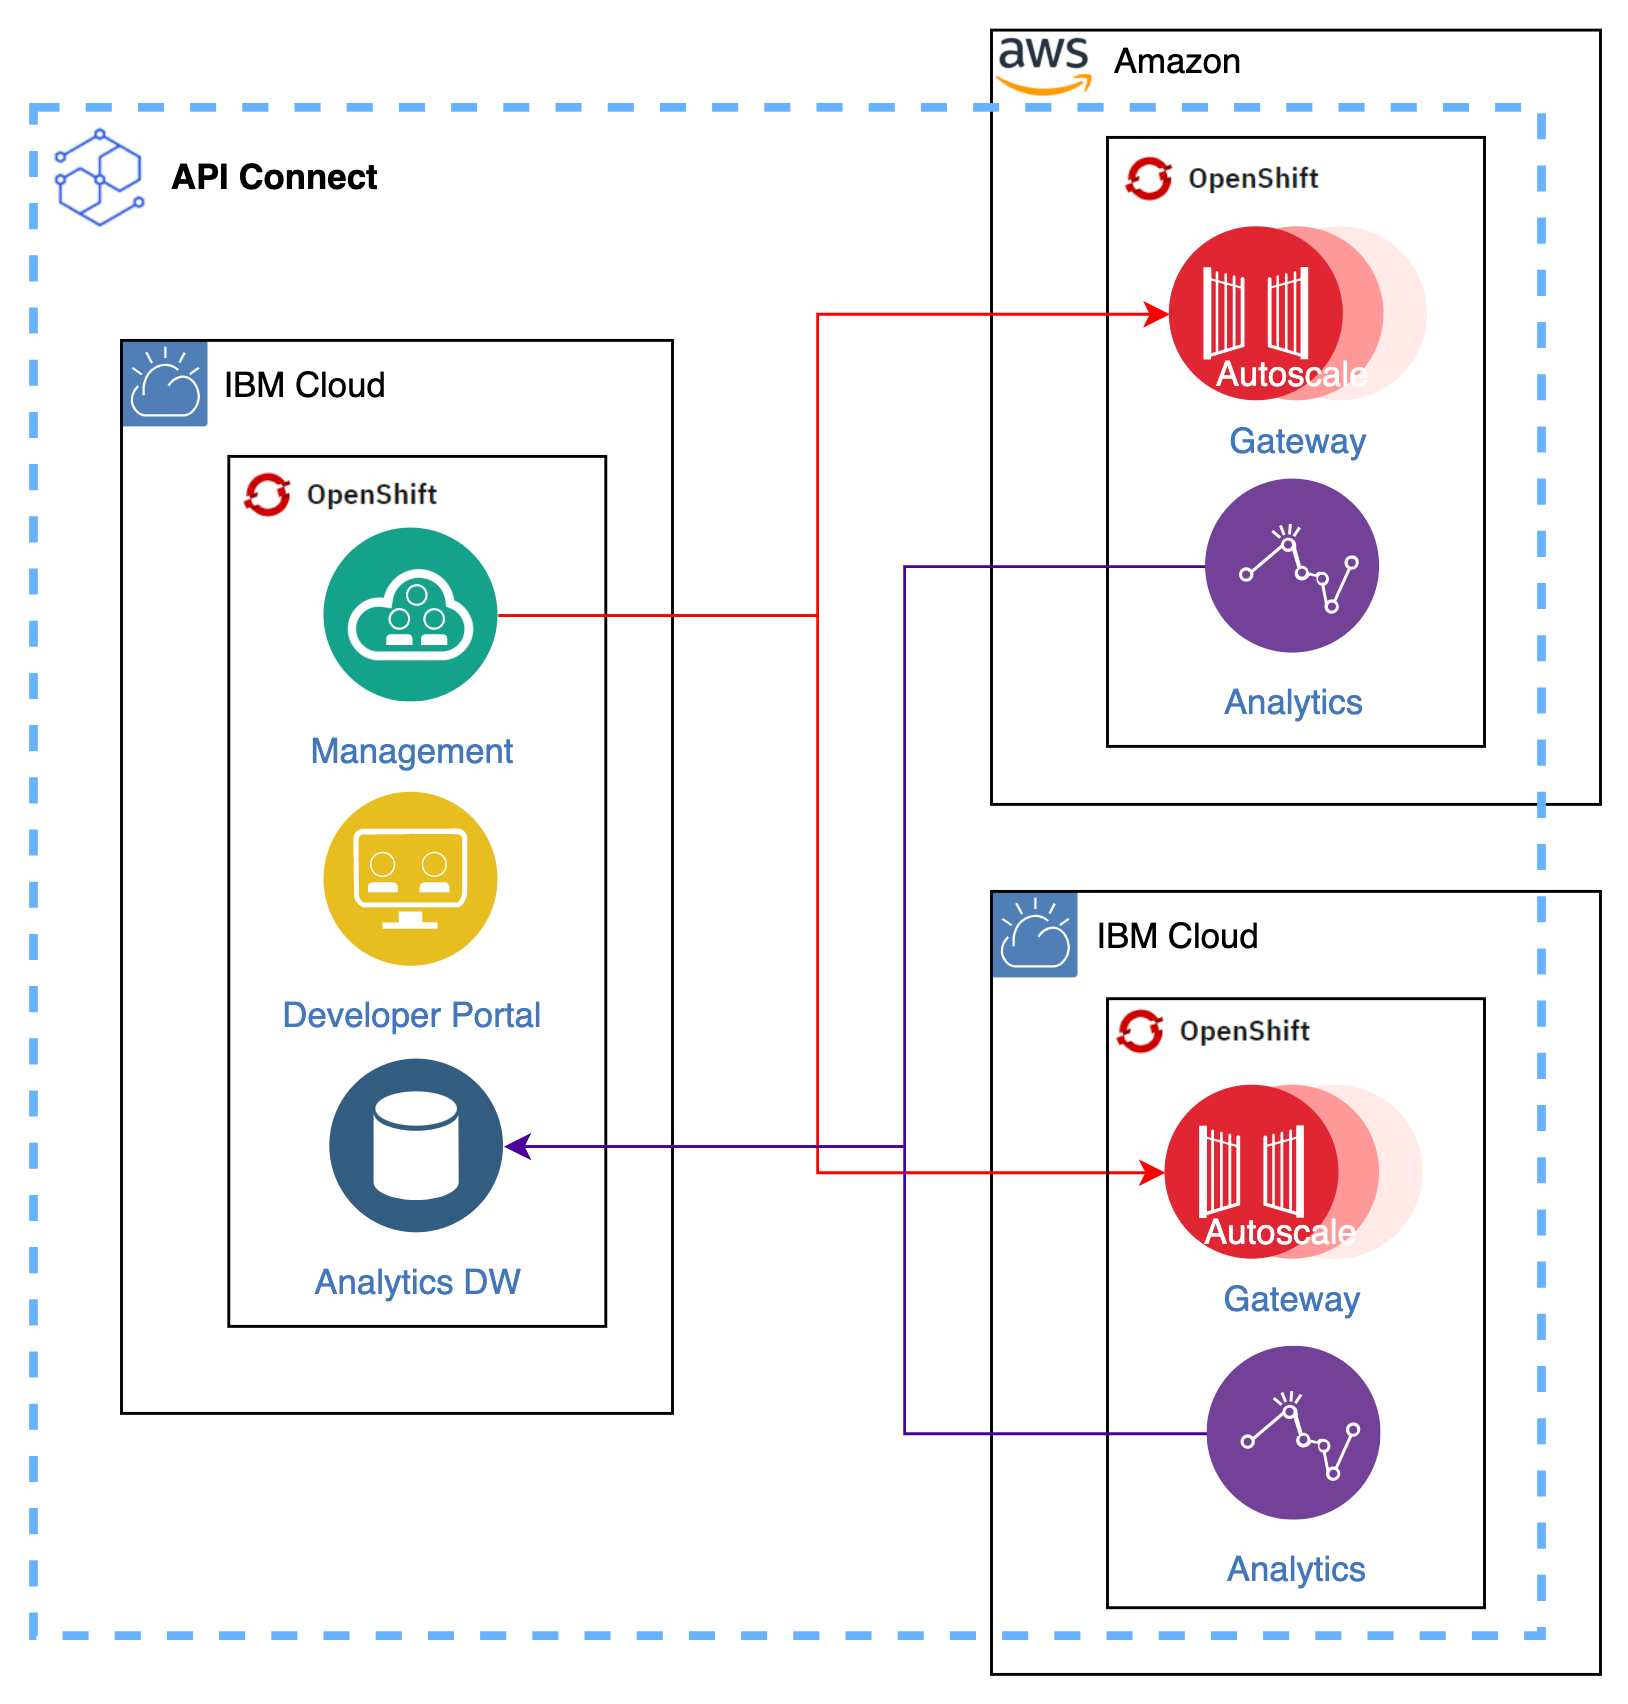 aws
Amazon
API Connect
OpenShift
Autoscale
Gateway
Analytics
IBM Cloud
OpenShift
Management
Developer Portal
Analytics DW
IBM Cloud
OpenShift
Autoscale
Gateway
Analytics